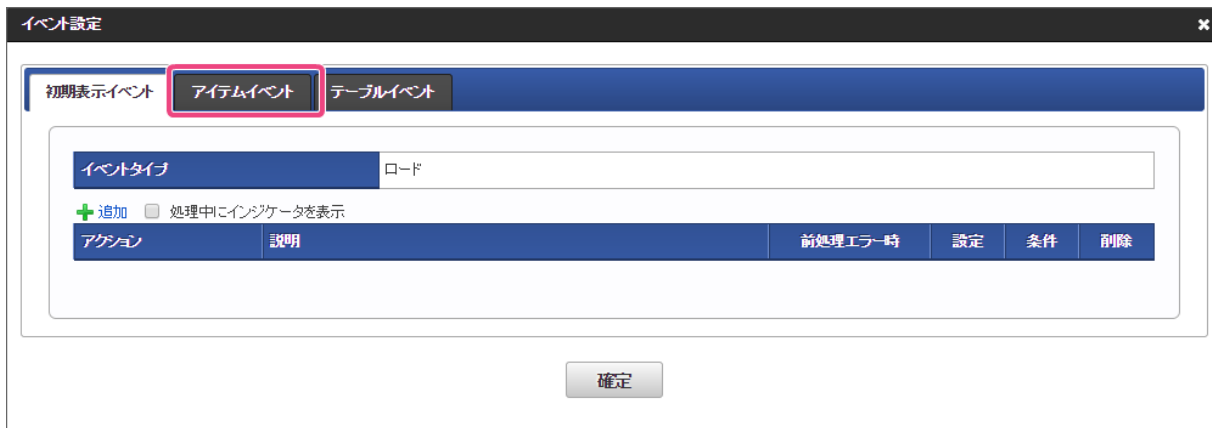 イベント設定
初期表示イベント アイテムイベント テーブルイベント
イベントタイプ ロード
追加 処理中にインジケータを表示
アクション 説明 前処理エラー時 設定 条件 削除
確定